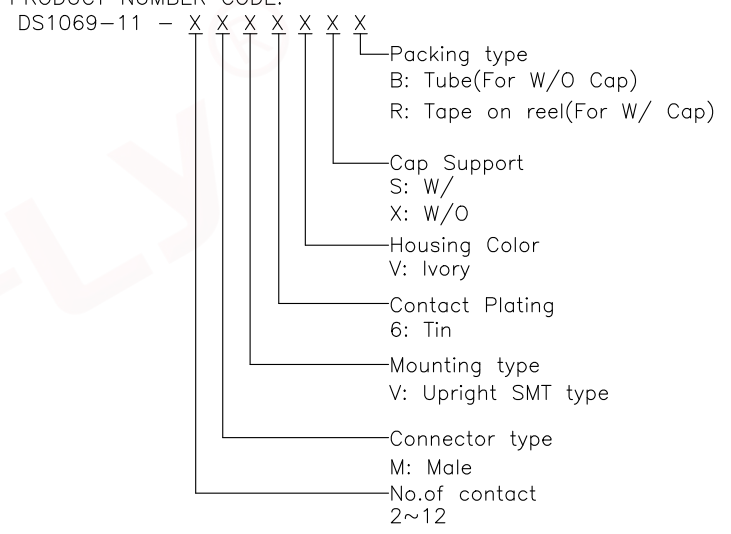 PRODUCT NUMBER CODE:
DS1069-11 - X X X X X X X
Packing type
B: Tube(For W/O Cap)
R: Tape on reel(For W/ Cap)
Cap Support
S: W/
X: W/O
Housing Color
V: Ivory
Contact Plating
6: Tin
Mounting type
V: Upright SMT type
Connector type
M: Male
No.of contact
2~12